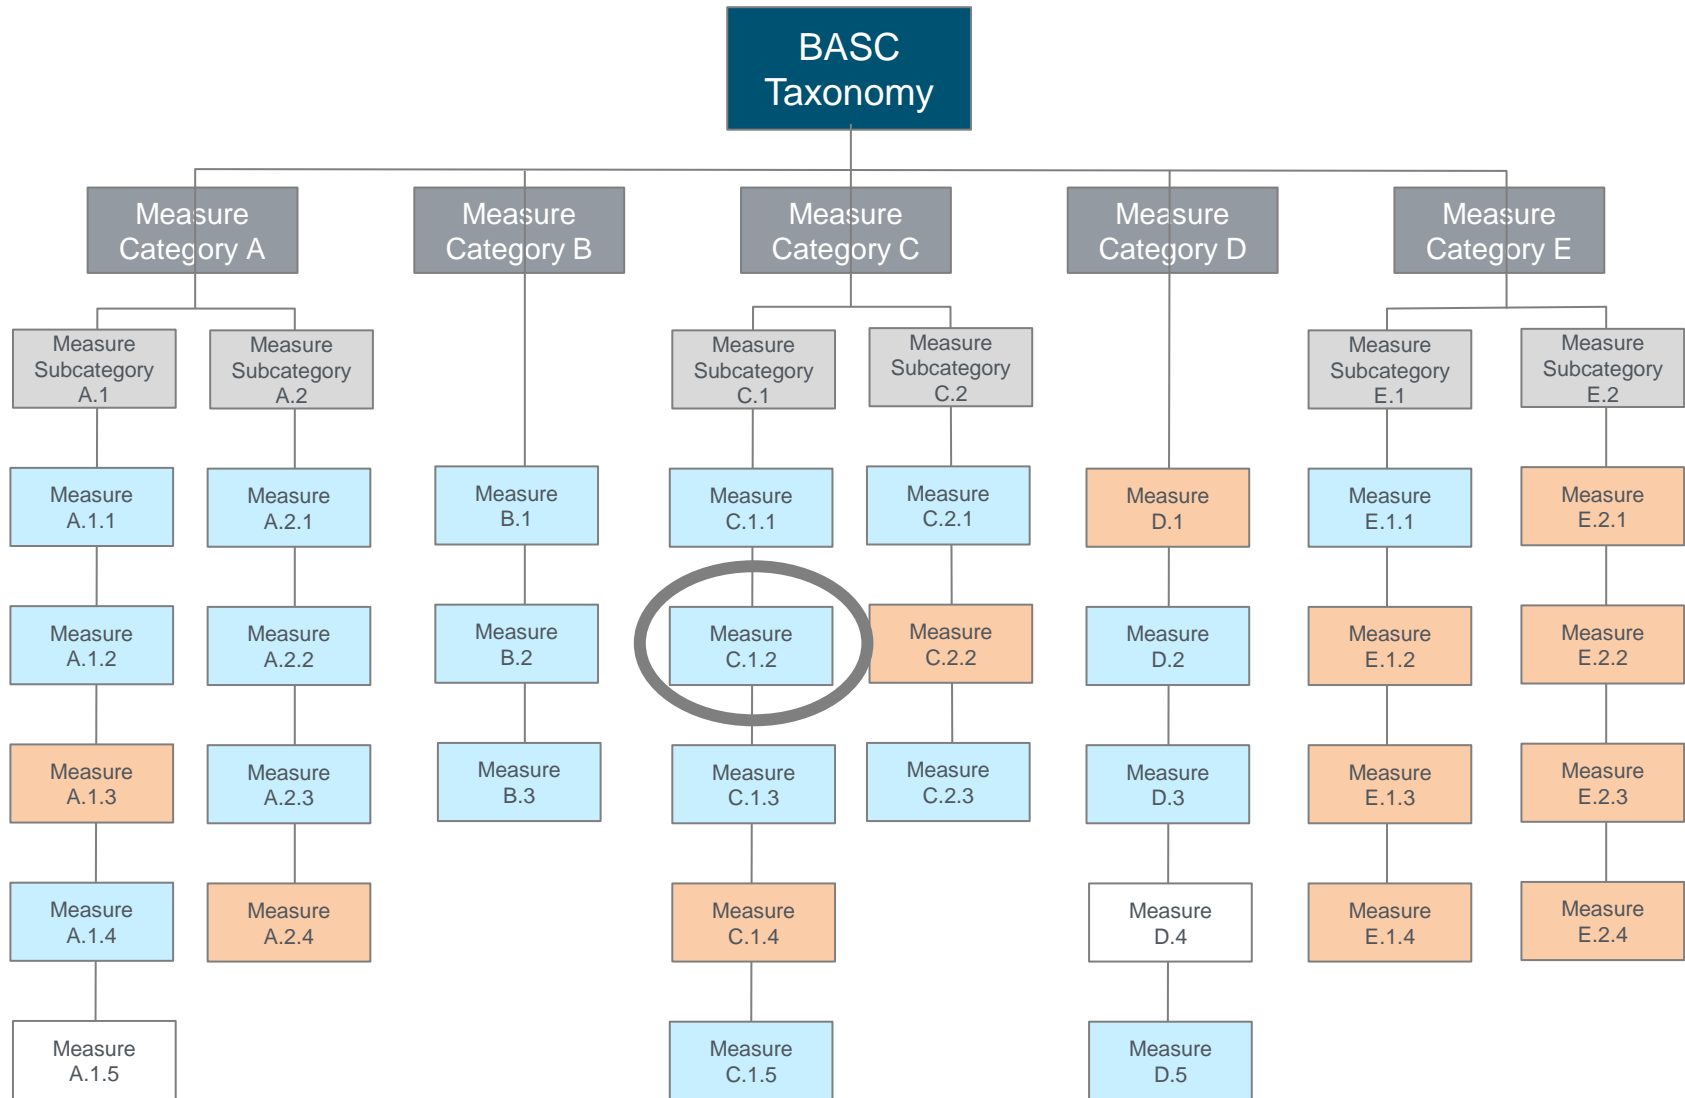 BASC
Taxonomy
Measure
Category A
Measure
Category B
Measure
Category C
Measure
Category D
Measure
Category E
Measure
Subcategory
A.1
Measure
Subcategory
A.2
Measure
Subcategory
C.1
Measure
Subcategory
C.2
Measure
Subcategory
E.1
Measure
Subcategory
E.2
Measure
A.1.1
Measure
A.2.1
Measure
B.1
Measure
C.1.1
Measure
C.2.1
Measure
D.1
Measure
E.1.1
Measure
E.2.1
Measure
A.1.2
Measure
A.2.2
Measure
B.2
Measure
C.1.2
Measure
C.2.2
Measure
D.2
Measure
E.1.2
Measure
E.2.2
Measure
A.1.3
Measure
A.2.3
Measure
B.3
Measure
C.1.3
Measure
C.2.3
Measure
D.3
Measure
E.1.3
Measure
E.2.3
Measure
A.1.4
Measure
A.2.4
Measure
C.1.4
Measure
D.4
Measure
E.1.4
Measure
E.2.4
Measure
A.1.5
Measure
C.1.5
Measure
D.5